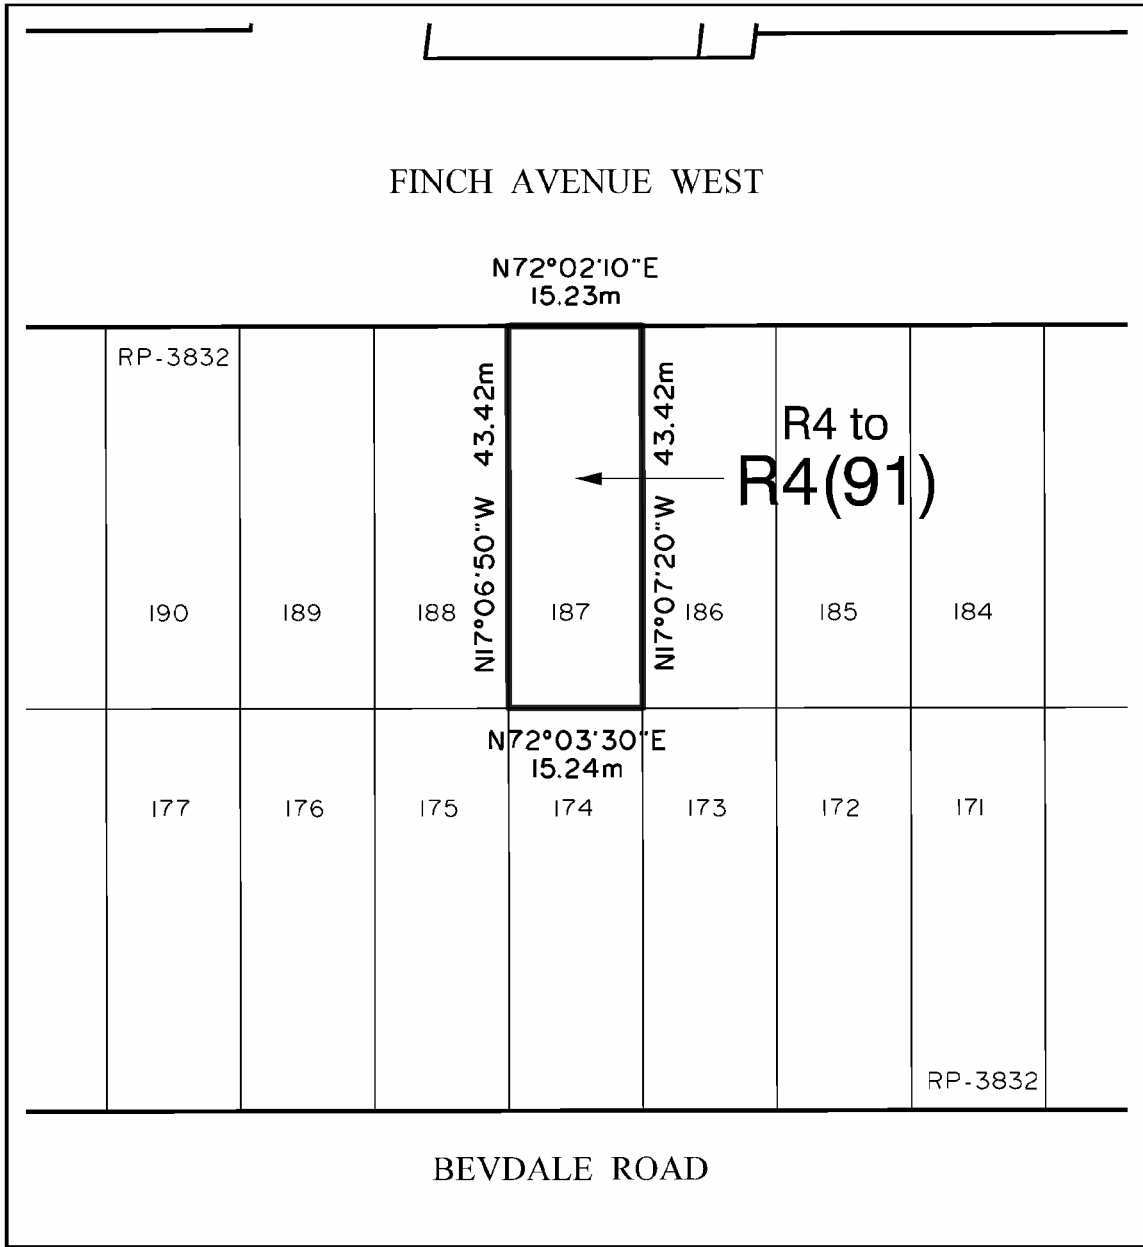 FINCH AVENUE WEST
N72°02'10"E
15.23m
RP-3832
N17°06'50"W 43.42m
N17°07'20"W 43.42m
R4 to
R4(91)
190 189 188 187 186 185 184
N72°03'30"E
15.24m
177 176 175 174 173 172 171
RP-3832
BEVDALE ROAD